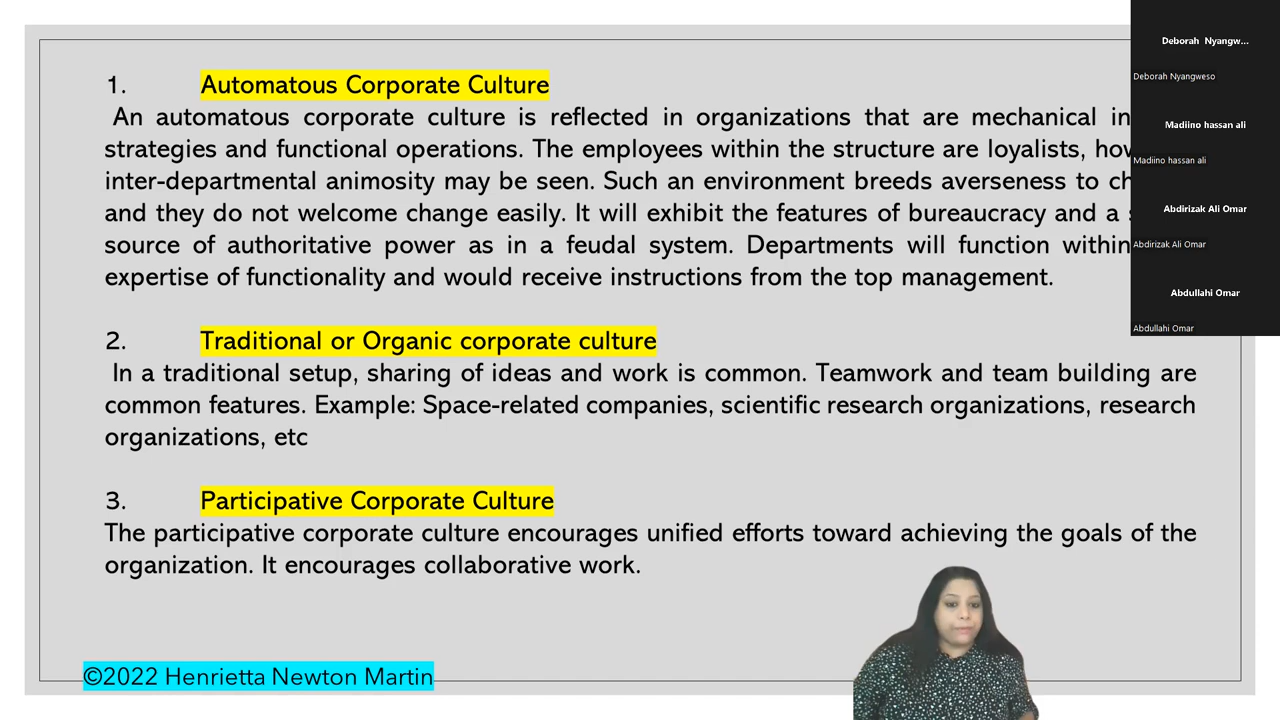 1. Automatous Corporate Culture
An automatous corporate culture is reflected in organizations that are mechanical in
strategies and functional operations. The employees within the structure are loyalists,
inter-departmental animosity may be seen. Such an environment breeds averseness to
and they do not welcome change easily. It will exhibit the features of bureaucracy and a
source of authoritative power as in a feudal system. Departments will function within
expertise of functionality and would receive instructions from the top management.
2. Traditional or Organic corporate culture
In a traditional setup, sharing of ideas and work is common. Teamwork and team building are
common features. Example: Space-related companies, scientific research organizations, research
organizations, etc
3. Participative Corporate Culture
The participative corporate culture encourages unified efforts toward achieving the goals of the
organization. It encourages collaborative work.
©2022 Henrietta Newton Martin
Deborah Nyangw...
Deborah Nyangweso
Madiino hassan ali
Madiino hassan ali
Abdirizak Ali Omar
Abdirizak Ali Omar
Abdullahi Omar
Abdullahi Omar